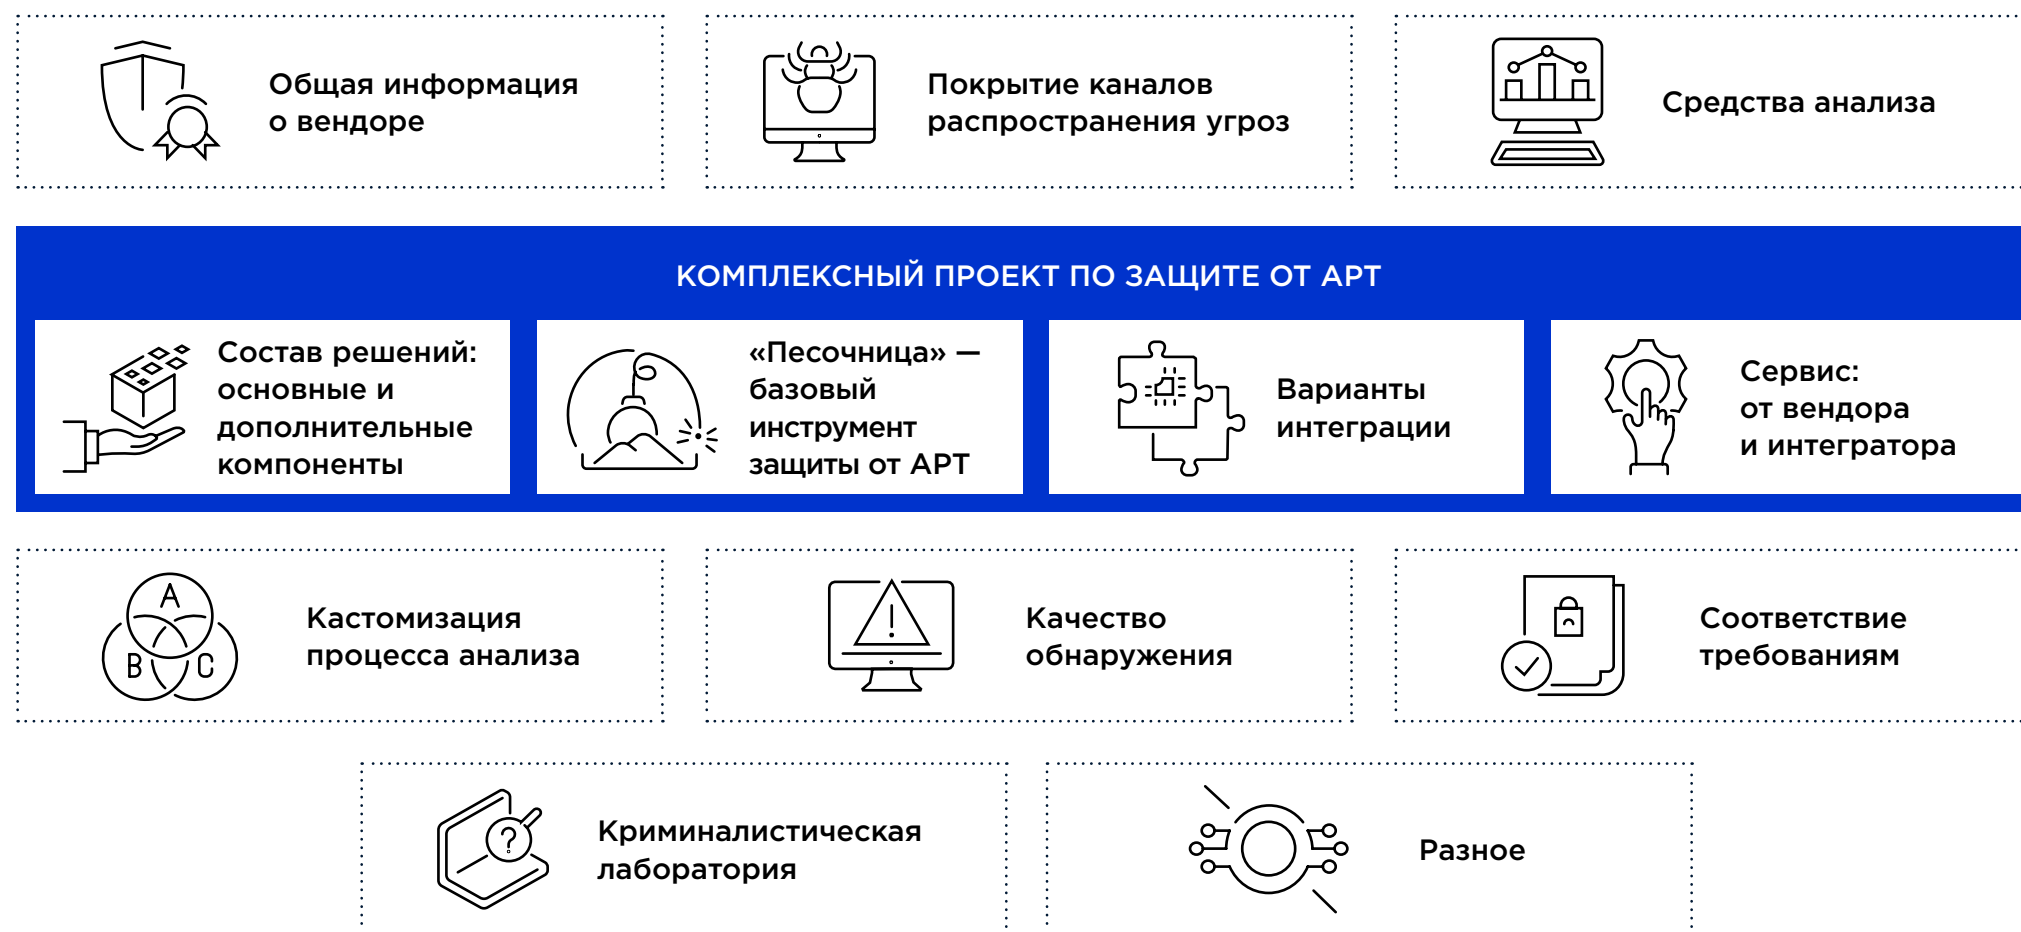 Общая информация
о вендоре
Покрытие каналов
распространения угроз
Средства анализа
КОМПЛЕКСНЫЙ ПРОЕКТ ПО ЗАЩИТЕ ОТ APT
Состав решений:
основные и
дополнительные
компоненты
«Песочница» —
базовый
инструмент
защиты от APT
Варианты
интеграции
Сервис:
от вендора
и интегратора
A
B
C
Кастомизация
процесса анализа
!
Качество
обнаружения
Соответствие
требованиям
?
Криминалистическая
лаборатория
Разное